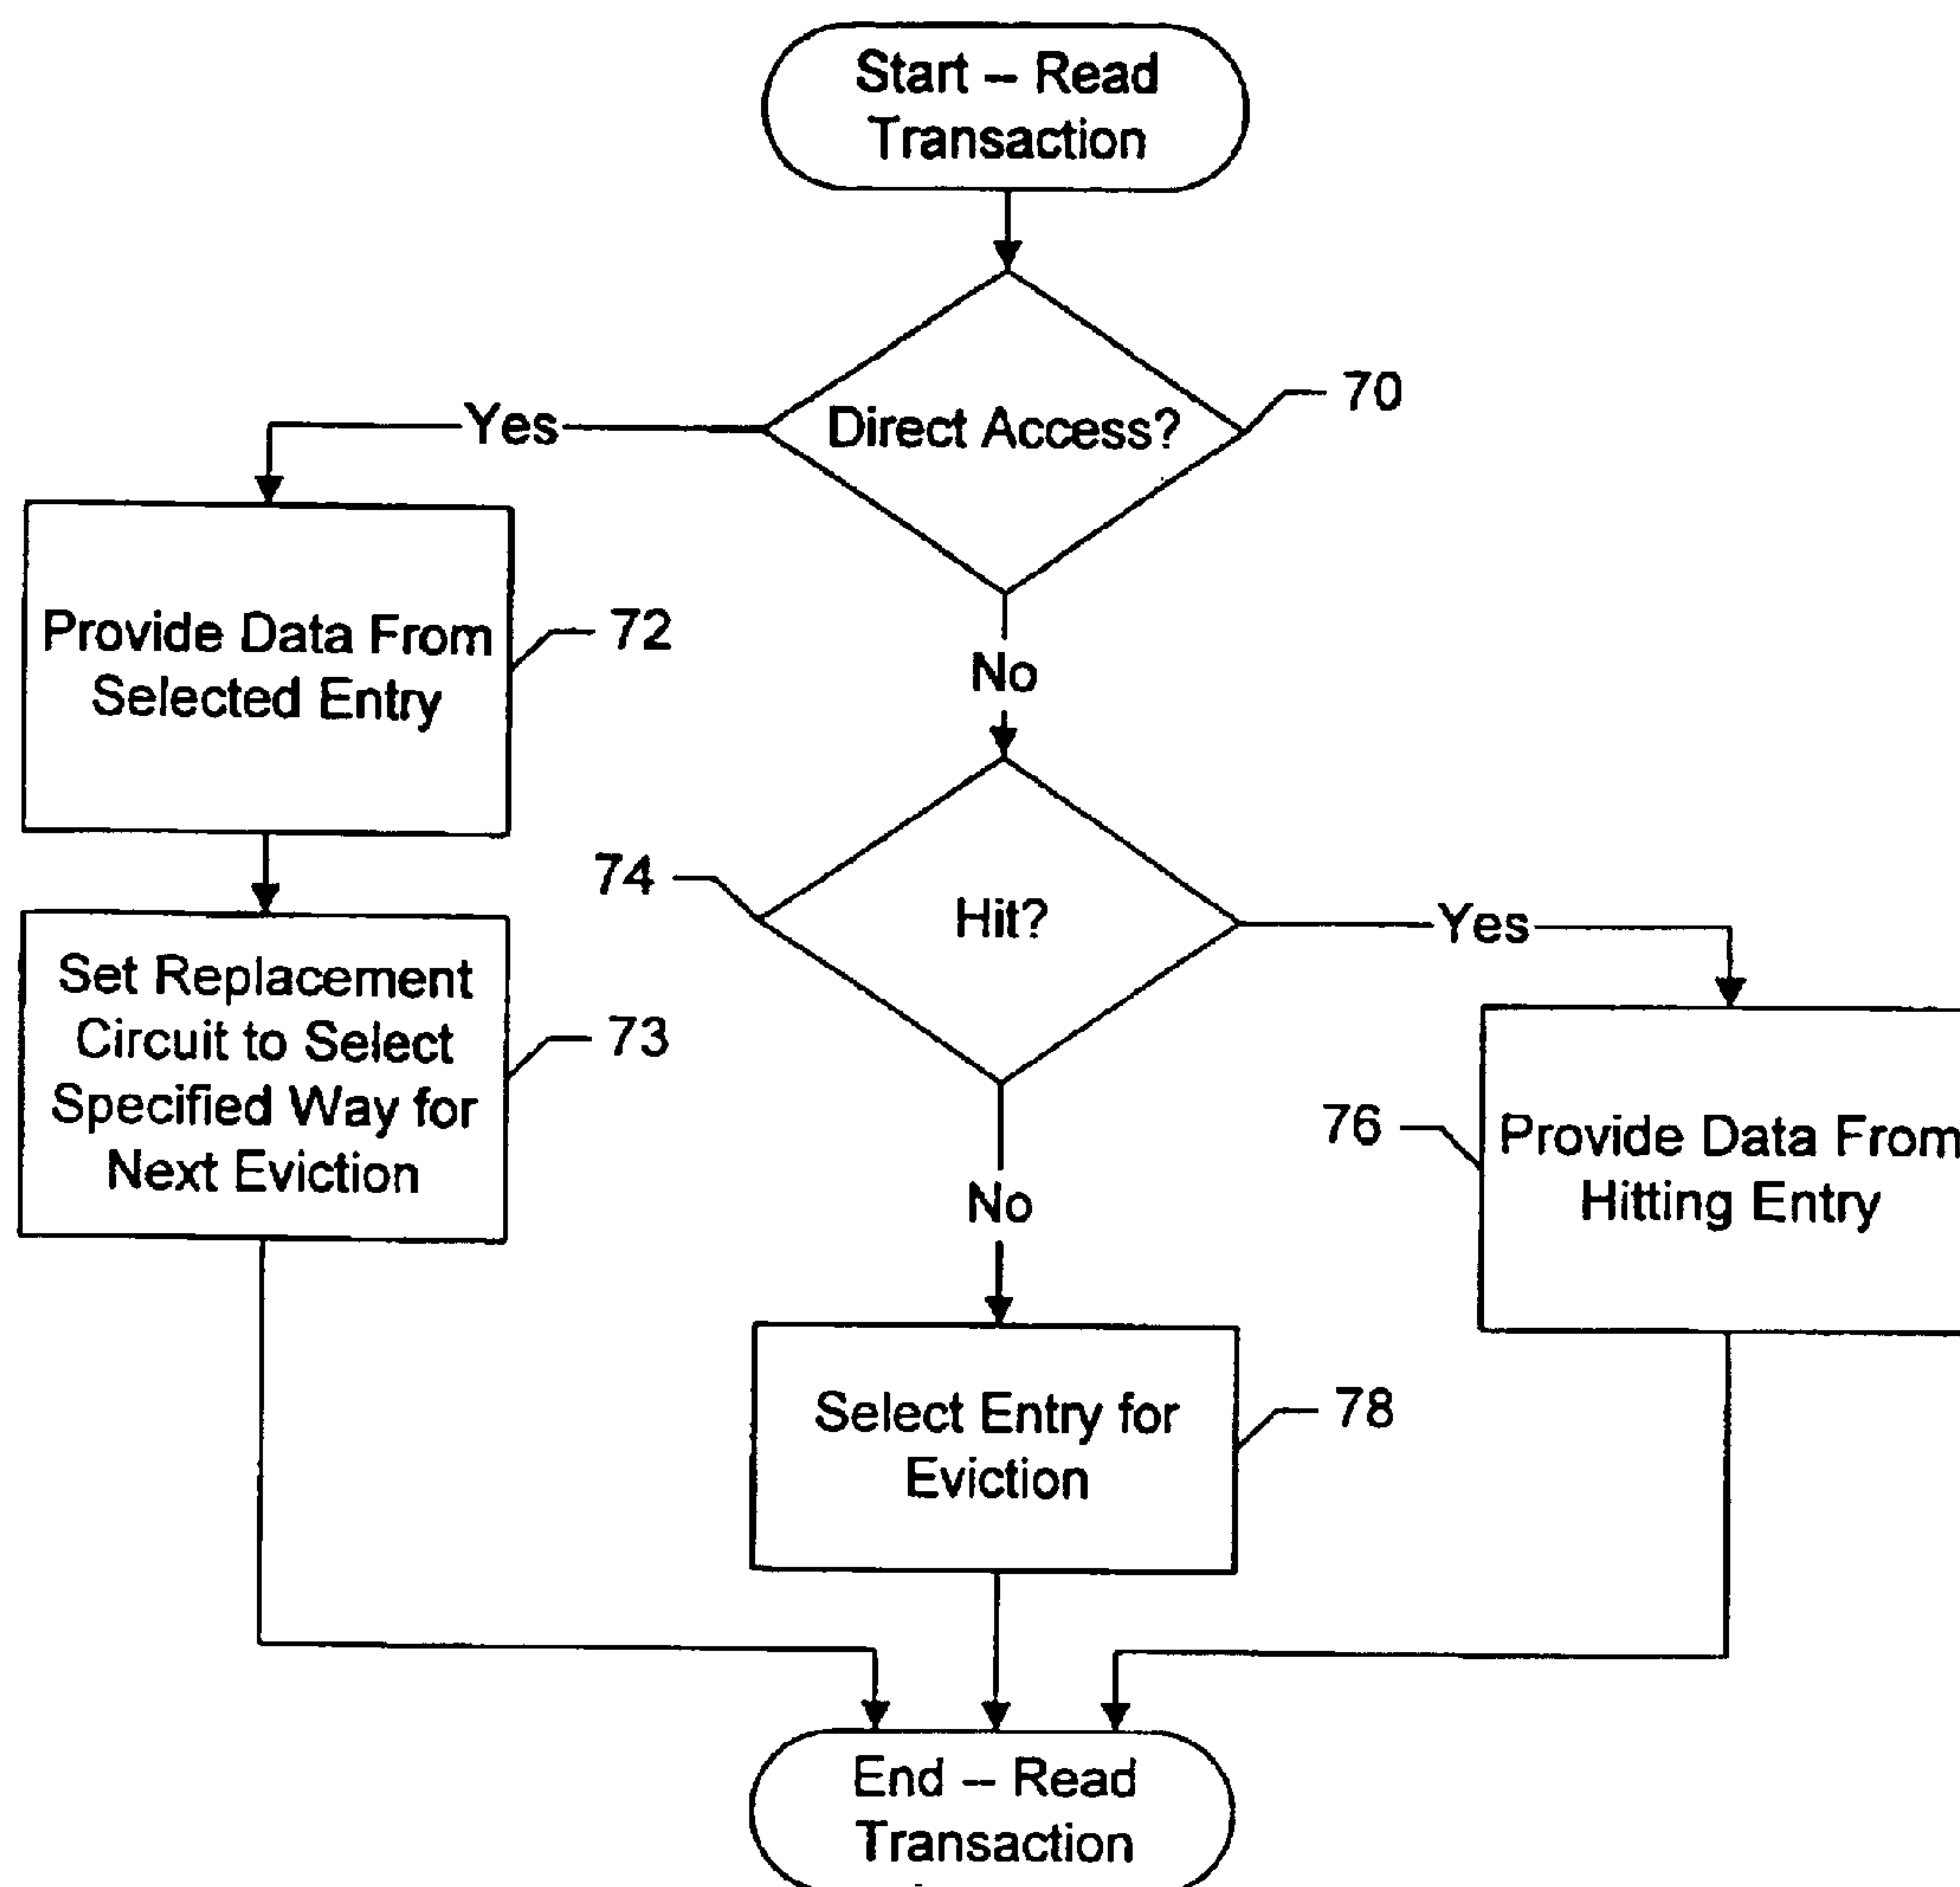 Start – Read
Transaction
Direct Access?
70
Yes
Provide Data From
Selected Entry
72
No
74
Hit?
Yes
Set Replacement
Circuit to Select
Specified Way for
Next Eviction
73
76
Provide Data From
Hitting Entry
No
Select Entry for
Eviction
78
End – Read
Transaction